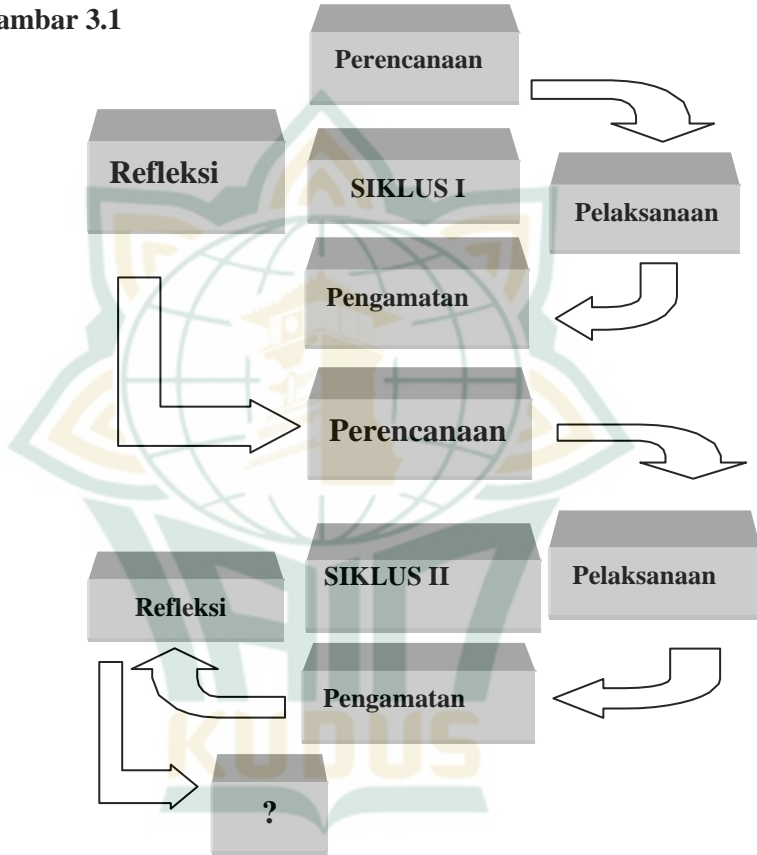 ambar 3.1
Perencanaan
Refleksi
SIKLUS I
Pelaksanaan
Pengamatan
Perencanaan
SIKLUS II
Pelaksanaan
Refleksi
Pengamatan
KUDUS
?